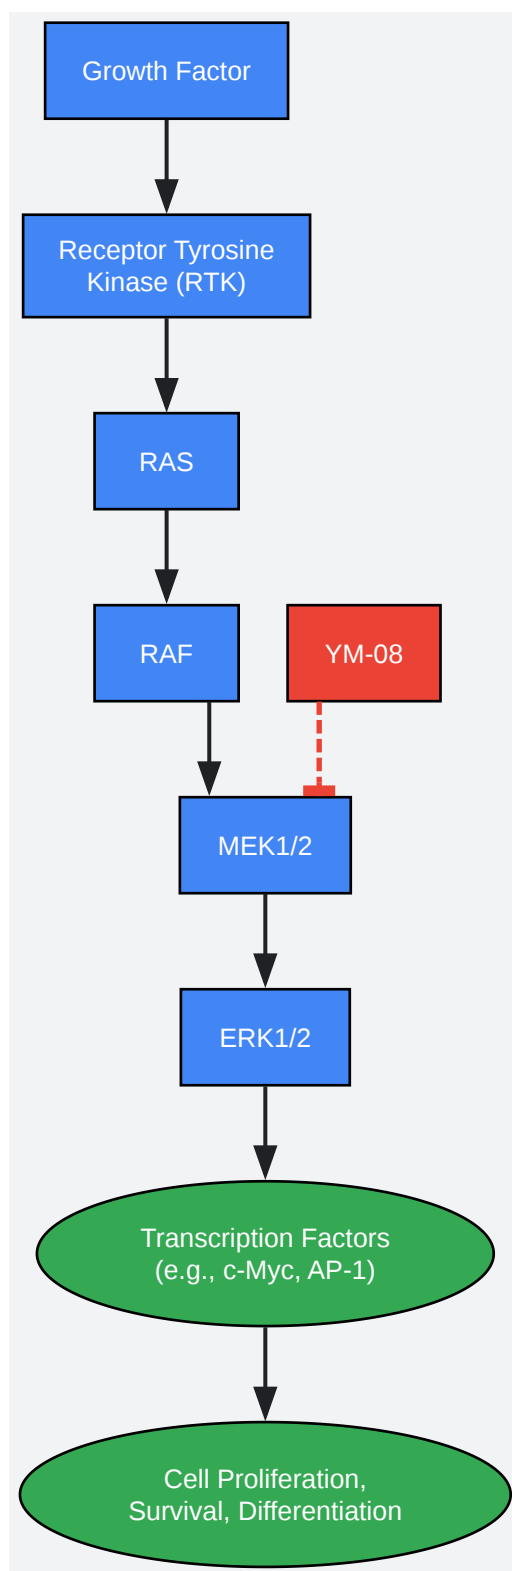 Growth Factor
Receptor Tyrosine
Kinase (RTK)
RAS
RAF
YM-08
MEK1/2
ERK1/2
Transcription Factors
(e.g., c-Myc, AP-1)
Cell Proliferation,
Survival, Differentiation